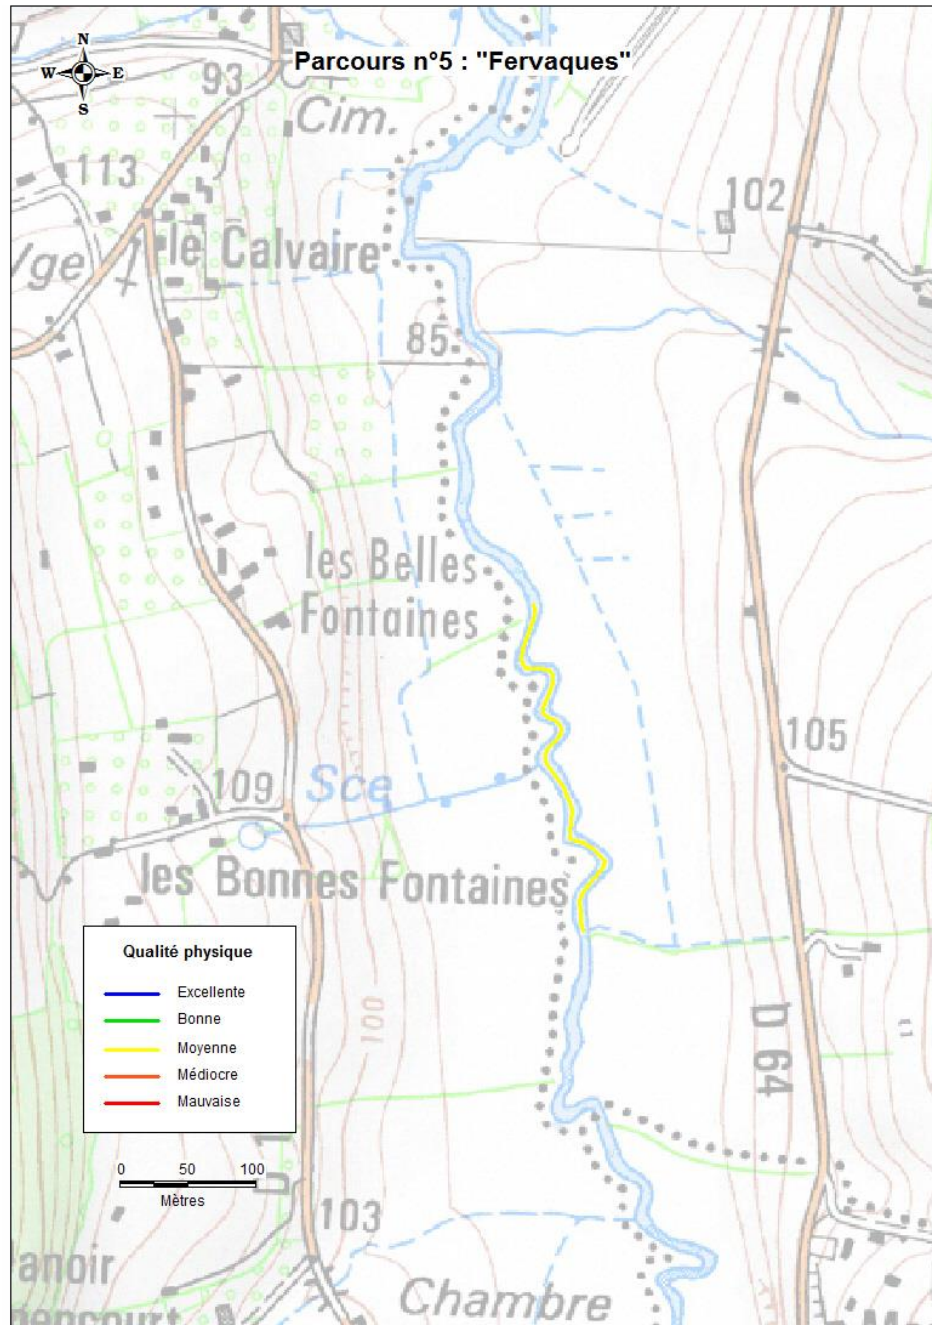 Parcours n°5 : "Fervaques"
N
W E
S
93
Cim.
113
102
le Calvaire
85
les Belles
Fontaines
105
Sce
109
les Bonnes Fontaines
Qualité physique
Excellente
Bonne
Moyenne
Médiocre
Mauvaise
100
D 64
0 50 100
Mètres
103
Chambre